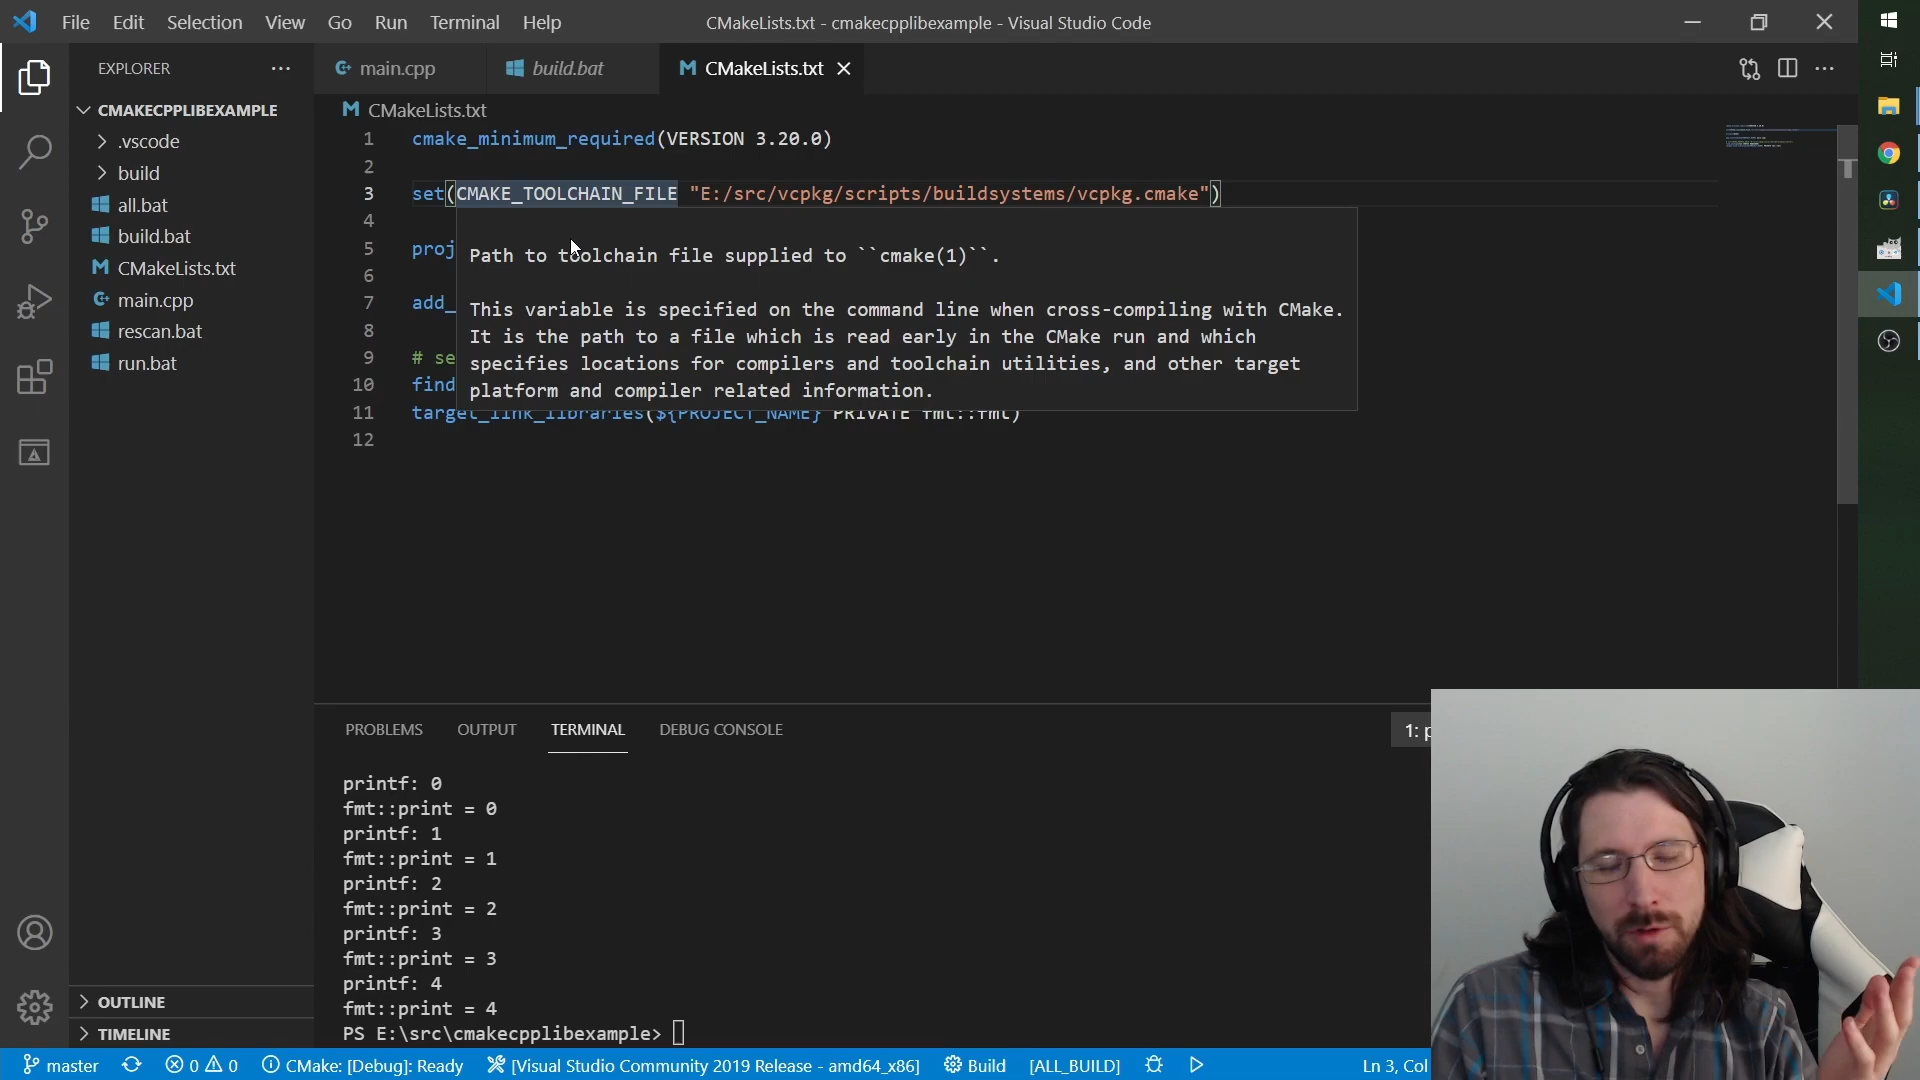 File Edit Selection View Go Run Terminal Help
CMakeLists.txt - cmakecpplibexample - Visual Studio Code
EXPLORER
CMAKECPPLIBEXAMPLE
.vscode
build
all.bat
build.bat
CMakeLists.txt
main.cpp
rescan.bat
run.bat
OUTLINE
TIMELINE
main.cpp build.bat CMakeLists.txt
CMakeLists.txt
1 cmake_minimum_required(VERSION 3.20.0)
2
3 set(CMAKE_TOOLCHAIN_FILE "E:/src/vcpkg/scripts/buildsystems/vcpkg.cmake")
4
5 proj
6
7 add_
8
9 # se
10 find
11 target_link_libraries(${PROJECT_NAME} PRIVATE fmt::fmt)
12
Path to toolchain file supplied to ``cmake(1)``.
This variable is specified on the command line when cross-compiling with CMake.
It is the path to a file which is read early in the CMake run and which
specifies locations for compilers and toolchain utilities, and other target
platform and compiler related information.
PROBLEMS OUTPUT TERMINAL DEBUG CONSOLE
1: p
printf: 0
fmt::print = 0
printf: 1
fmt::print = 1
printf: 2
fmt::print = 2
printf: 3
fmt::print = 3
printf: 4
fmt::print = 4
PS E:\src\cmakecpplibexample>
master 0 0 CMake: [Debug]: Ready [Visual Studio Community 2019 Release - amd64_x86] Build [ALL_BUILD] Ln 3, Col